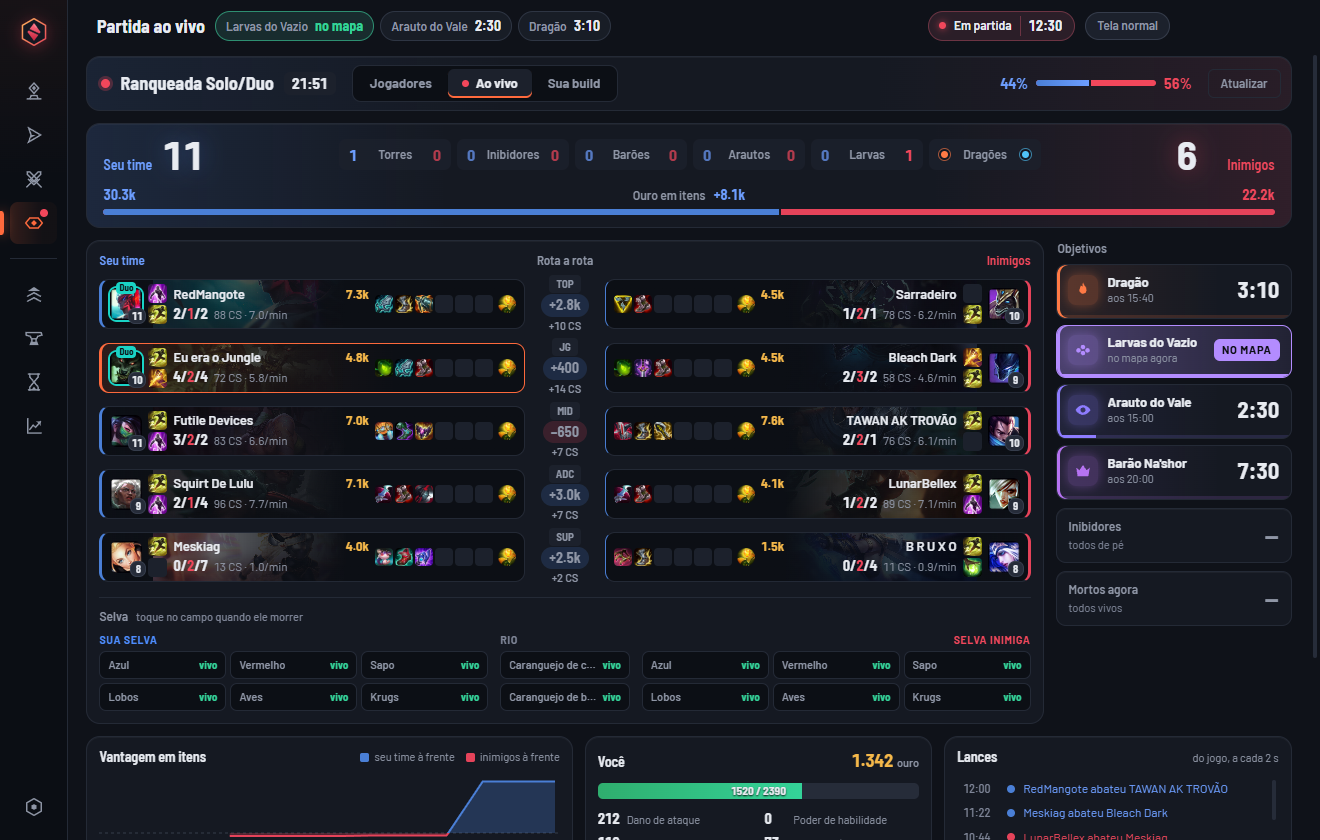 Partida ao vivo
Larvas do Vazio no mapa
Arauto do Vale 2:30
Dragão 3:10
Em partida 12:30
Tela normal
Ranqueada Solo/Duo 21:51
Jogadores
Ao vivo
Sua build
44% 56%
Atualizar
Seu time 11
1 Torres 0
0 Inibidores 0
0 Barões 0
0 Arautos 0
0 Larvas 1
Dragões
6 Inimigos
30.3k
Ouro em itens +8.1k
22.2k
Seu time
Rota a rota
Inimigos
Duo
11
RedMangote
2/1/2 88 CS · 7.0/min
7.3k
TOP
+2.8k
+10 CS
4.5k
Sarradeiro
1/2/1 78 CS · 6.2/min
10
Duo
10
Eu era o Jungle
4/2/4 72 CS · 5.8/min
4.8k
JG
+400
+14 CS
4.5k
Bleach Dark
2/3/2 58 CS · 4.6/min
9
11
Futile Devices
3/2/2 83 CS · 6.6/min
7.0k
MID
−650
+7 CS
7.6k
TAWAN AK TROVÃO
2/2/1 76 CS · 6.1/min
10
9
Squirt De Lulu
2/1/4 96 CS · 7.7/min
7.1k
ADC
+3.0k
+7 CS
4.1k
LunarBellex
1/2/2 89 CS · 7.1/min
9
8
Meskiag
0/2/7 13 CS · 1.0/min
4.0k
SUP
+2.5k
+2 CS
1.5k
B R U X O
0/2/4 11 CS · 0.9/min
8
Objetivos
Dragão
aos 15:40
3:10
Larvas do Vazio
no mapa agora
NO MAPA
Arauto do Vale
aos 15:00
2:30
Barão Na'shor
aos 20:00
7:30
Inibidores
todos de pé
—
Mortos agora
todos vivos
—
Selva toque no campo quando ele morrer
SUA SELVA
RIO
SELVA INIMIGA
Azul vivo
Vermelho vivo
Sapo vivo
Caranguejo de c... vivo
Azul vivo
Vermelho vivo
Sapo vivo
Lobos vivo
Aves vivo
Krugs vivo
Caranguejo de b... vivo
Lobos vivo
Aves vivo
Krugs vivo
Vantagem em itens
seu time à frente
inimigos à frente
Você
1.342 ouro
1520 / 2390
212 Dano de ataque
0 Poder de habilidade
Lances
do jogo, a cada 2 s
12:00 RedMangote abateu TAWAN AK TROVÃO
11:22 Meskiag abateu Bleach Dark
10:44 LunarBellex abateu Meskiag